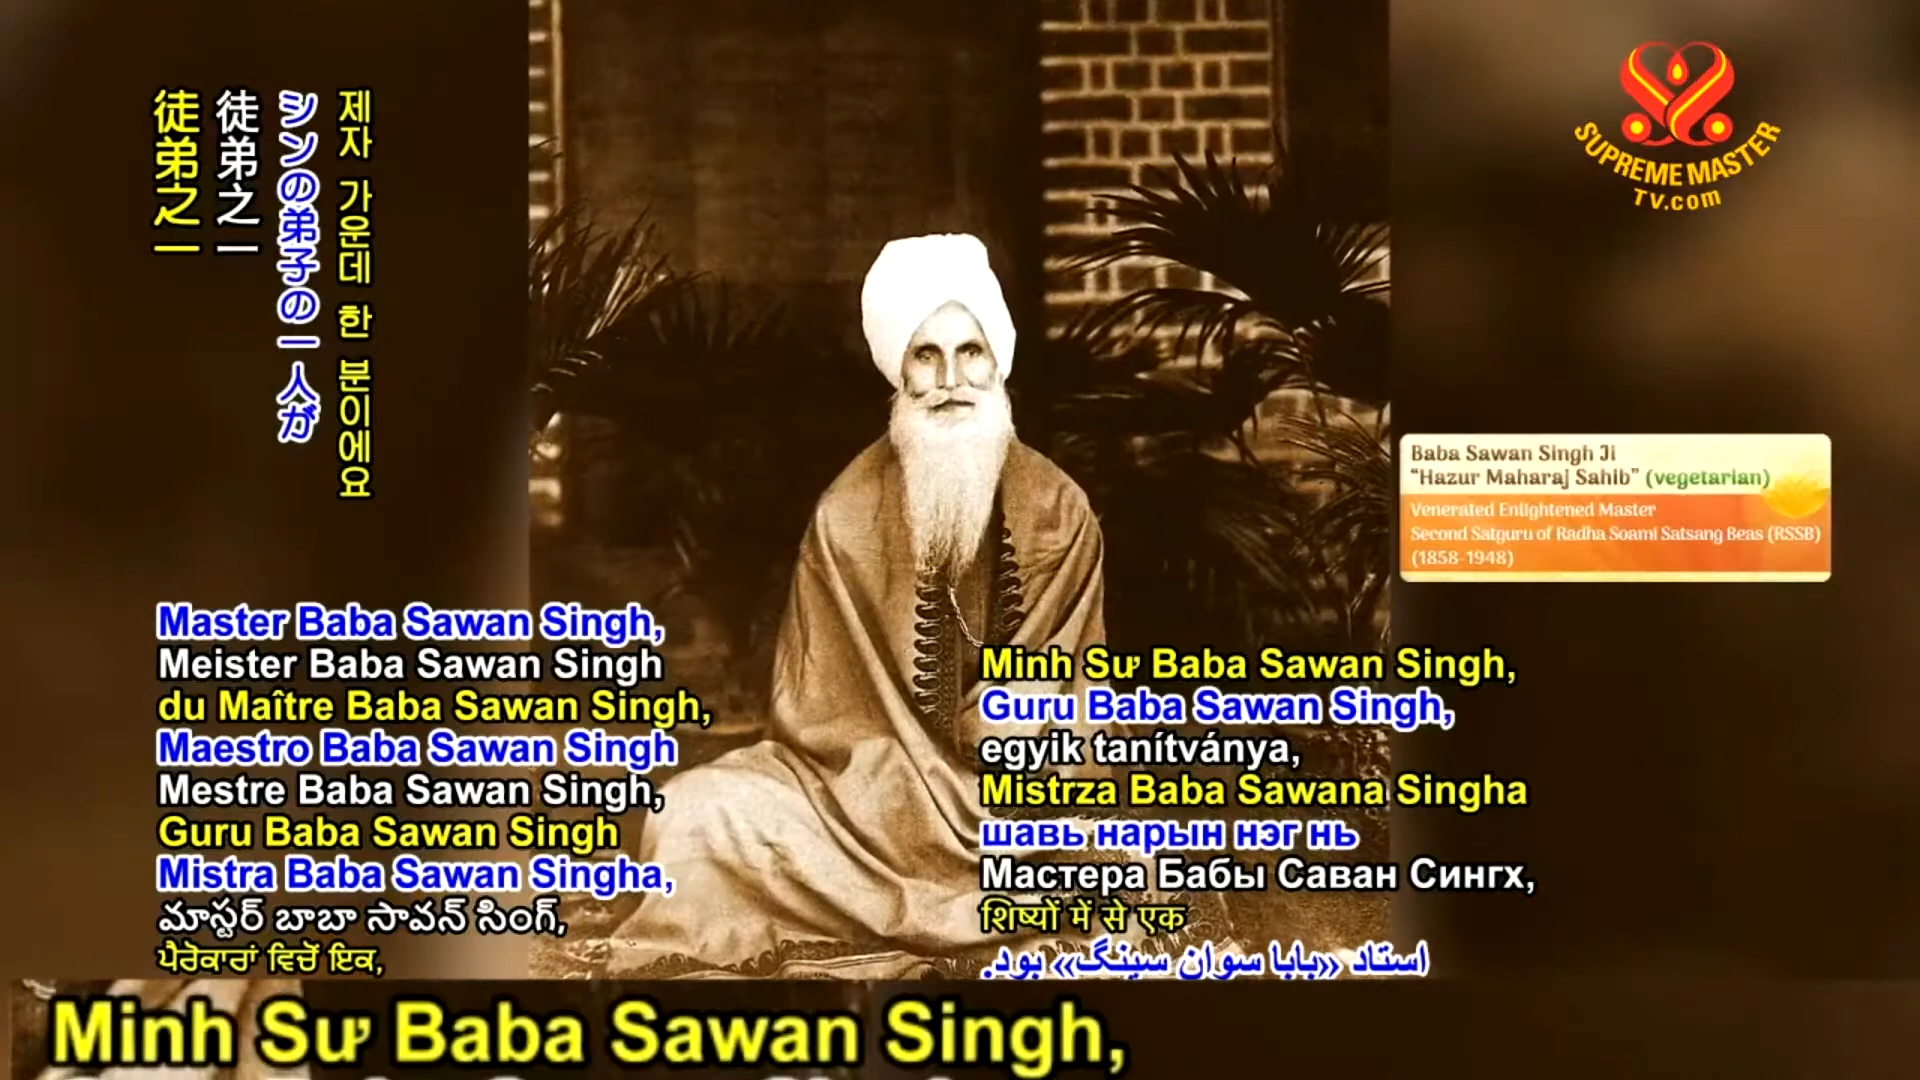 徒弟之一
徒弟之一
シンの弟子の一人が
제자 가운데 한 분이에요
SUPREME MASTER
TV.com
Baba Sawan Singh Ji
“Hazur Maharaj Sahib” (vegetarian)
Venerated Enlightened Master
Second Satguru of Radha Soami Satsang Beas (RSSB)
(1858-1948)
Master Baba Sawan Singh,
Meister Baba Sawan Singh
du Maître Baba Sawan Singh,
Maestro Baba Sawan Singh
Mestre Baba Sawan Singh,
Guru Baba Sawan Singh
Mistra Baba Sawan Singha,
మాస్టర్ బాబా సావన్ సింగ్,
ਪੈਰੋਕਾਰਾਂ ਵਿਚੋਂ ਇਕ,
Minh Sư Baba Sawan Singh,
Guru Baba Sawan Singh,
egyik tanítványa,
Mistrza Baba Sawana Singha
шавь нарын нэг нь
Мастера Бабы Саван Сингх,
शिष्यों में से एक
استاد «بابا سوان سینگ» بود.
Minh Sư Baba Sawan Singh,